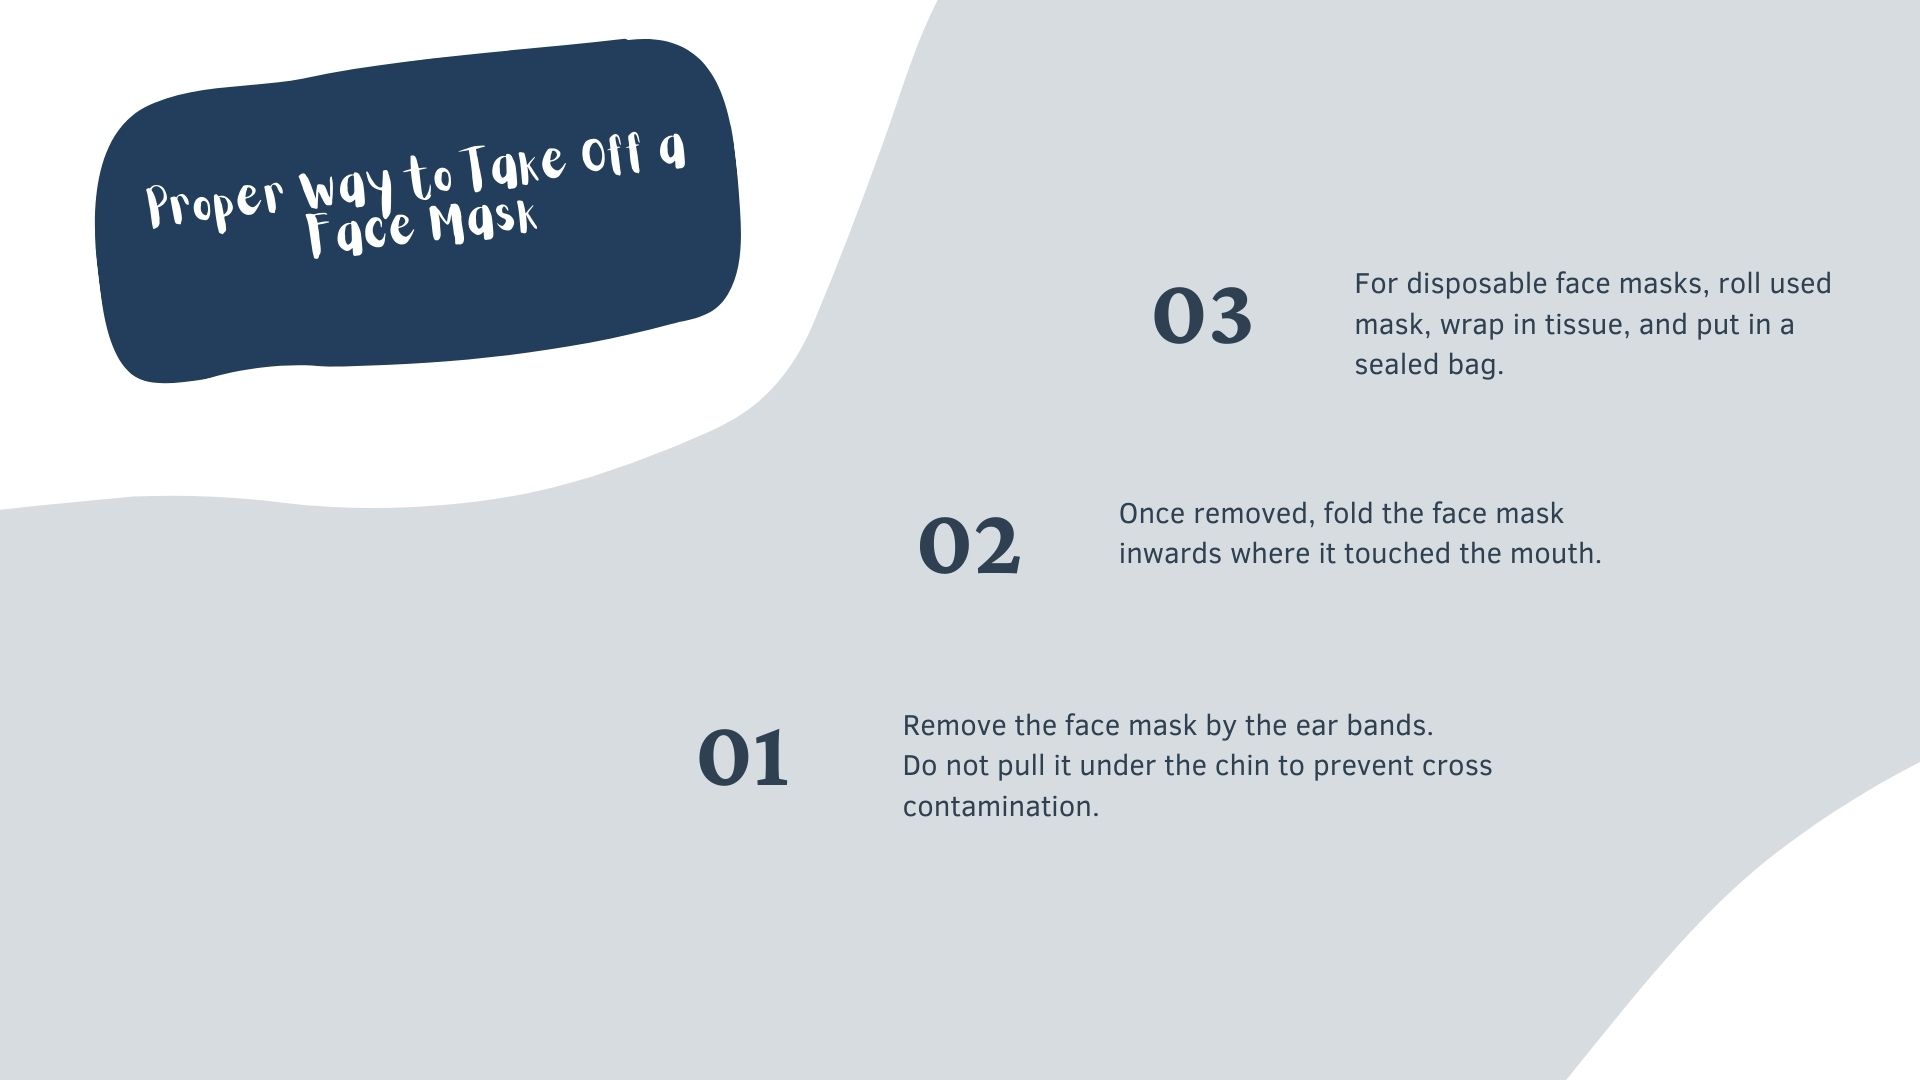 Proper Way to Take Off a
Face Mask
03
For disposable face masks, roll used
mask, wrap in tissue, and put in a
sealed bag.
02
Once removed, fold the face mask
inwards where it touched the mouth.
01
Remove the face mask by the ear bands.
Do not pull it under the chin to prevent cross
contamination.